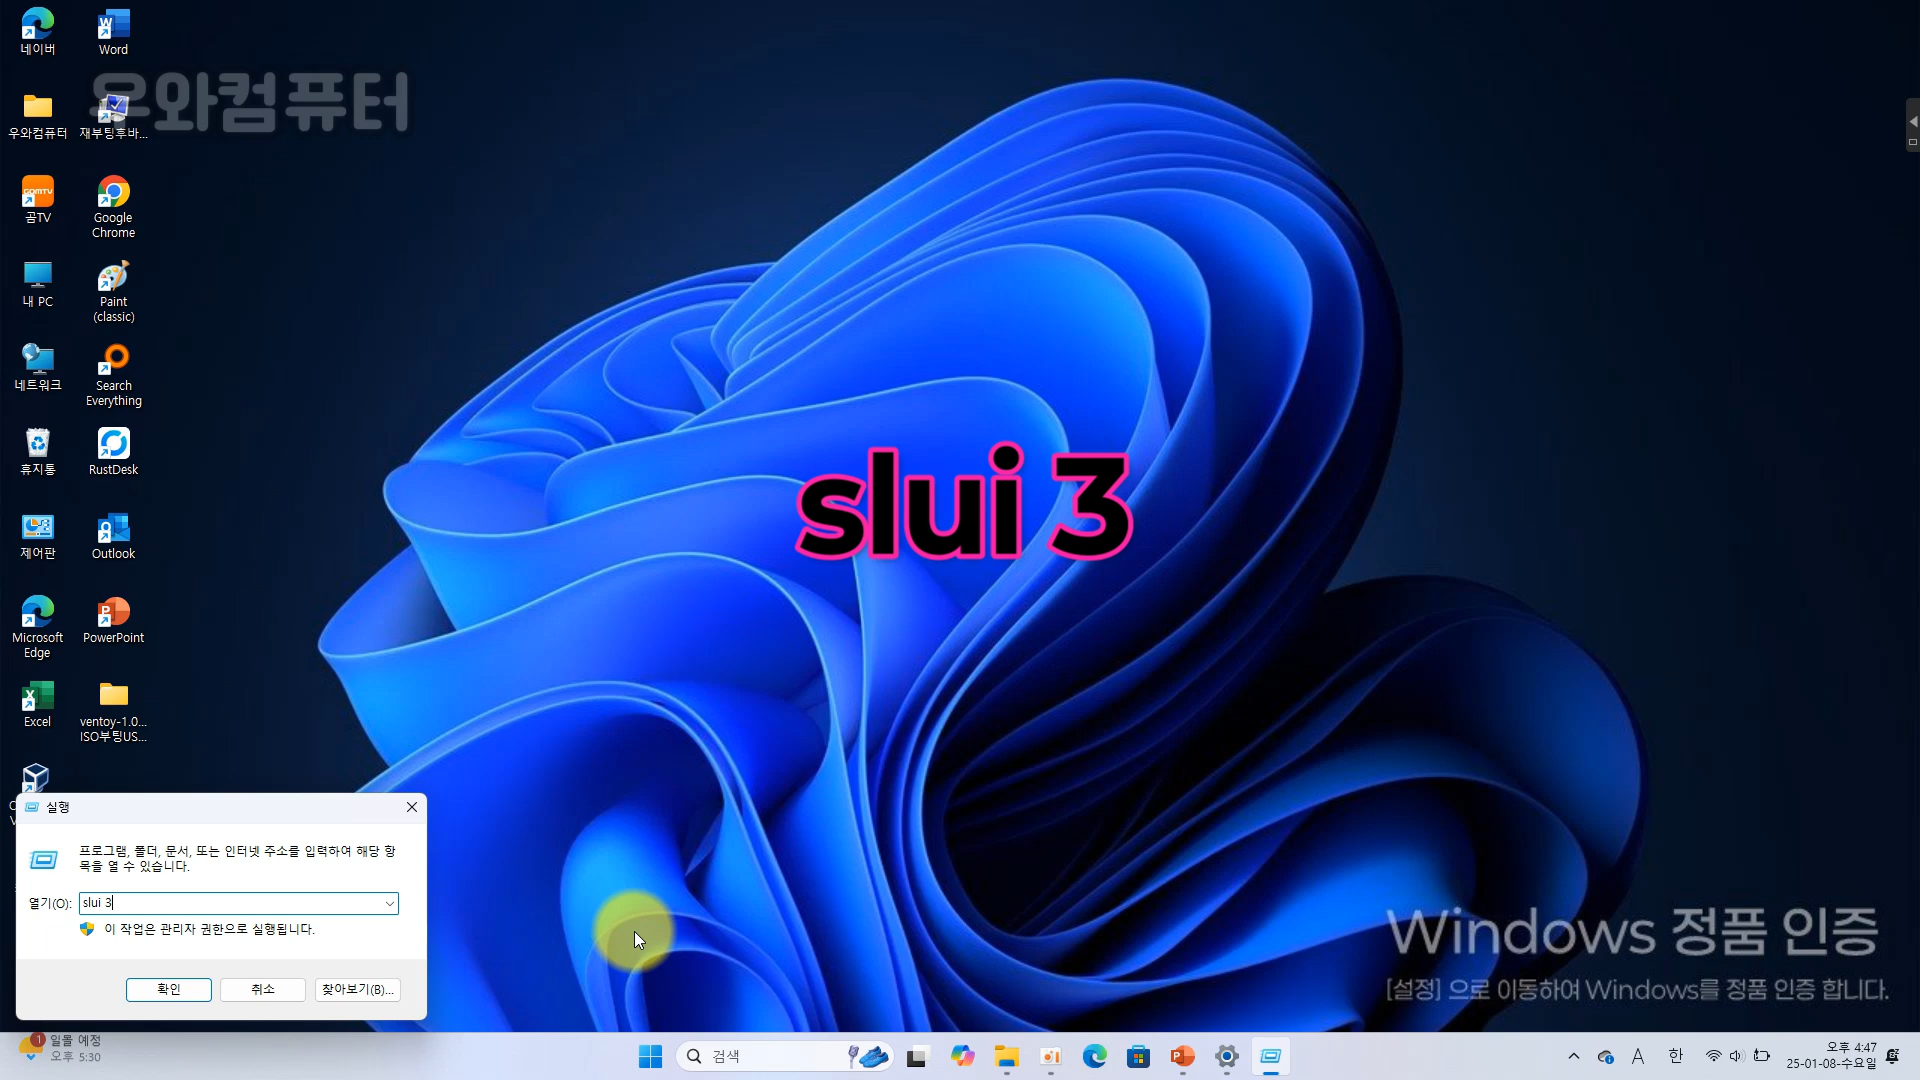 네이버
Word
우와컴퓨터
우와컴퓨터
재부팅후바...
GOMTV
곰TV
Google
Chrome
내 PC
Paint
(classic)
네트워크
Search
Everything
휴지통
RustDesk
slui 3
제어판
Outlook
Microsoft
Edge
PowerPoint
Excel
ventoy-1.0...
ISO부팅US...
실행
프로그램, 폴더, 문서, 또는 인터넷 주소를 입력하여 해당 항
목을 열 수 있습니다.
열기(O):
slui 3
이 작업은 관리자 권한으로 실행됩니다.
확인
취소
찾아보기(B)...
Windows 정품 인증
[설정] 으로 이동하여 Windows를 정품 인증 합니다.
1
일몰 예정
오후 5:30
검색
A
한
오후 4:47
25-01-08-수요일